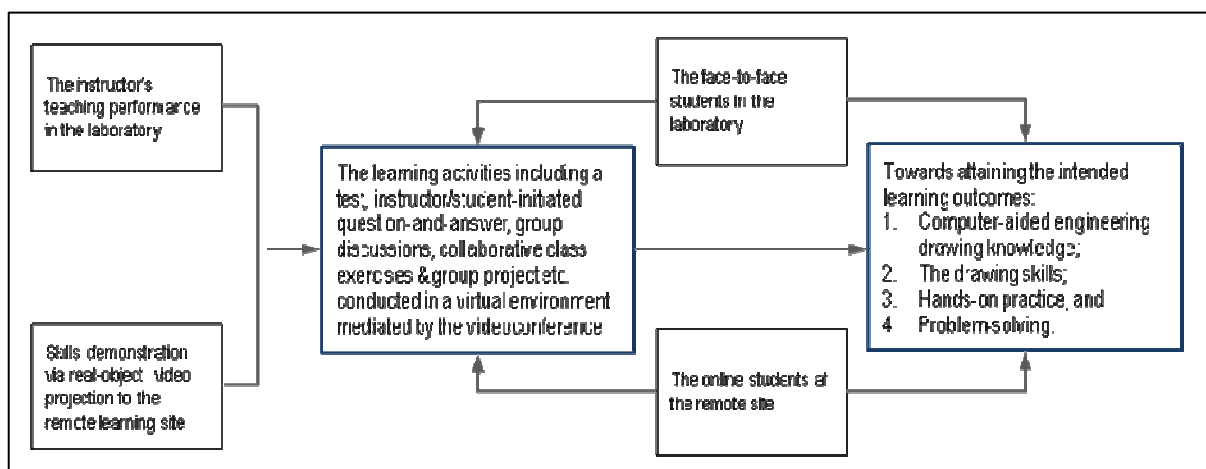 The instructor's
teaching performance
in the laboratory
Skills demonstration
via real-object video
projection to the
remote learning site
The learning activities including a
test, instructor/student-initiated
question-and-answer, group
discussions, collaborative class
exercises & group project etc.
conducted in a virtual environment
mediated by the videoconference
The face-to-face
students in the
laboratory
The online students at
the remote site
Towards attaining the intended
learning outcomes:
1. Computer-aided engineering
drawing knowledge;
2. The drawing skills;
3. Hands-on practice, and
4 Problem-solving.